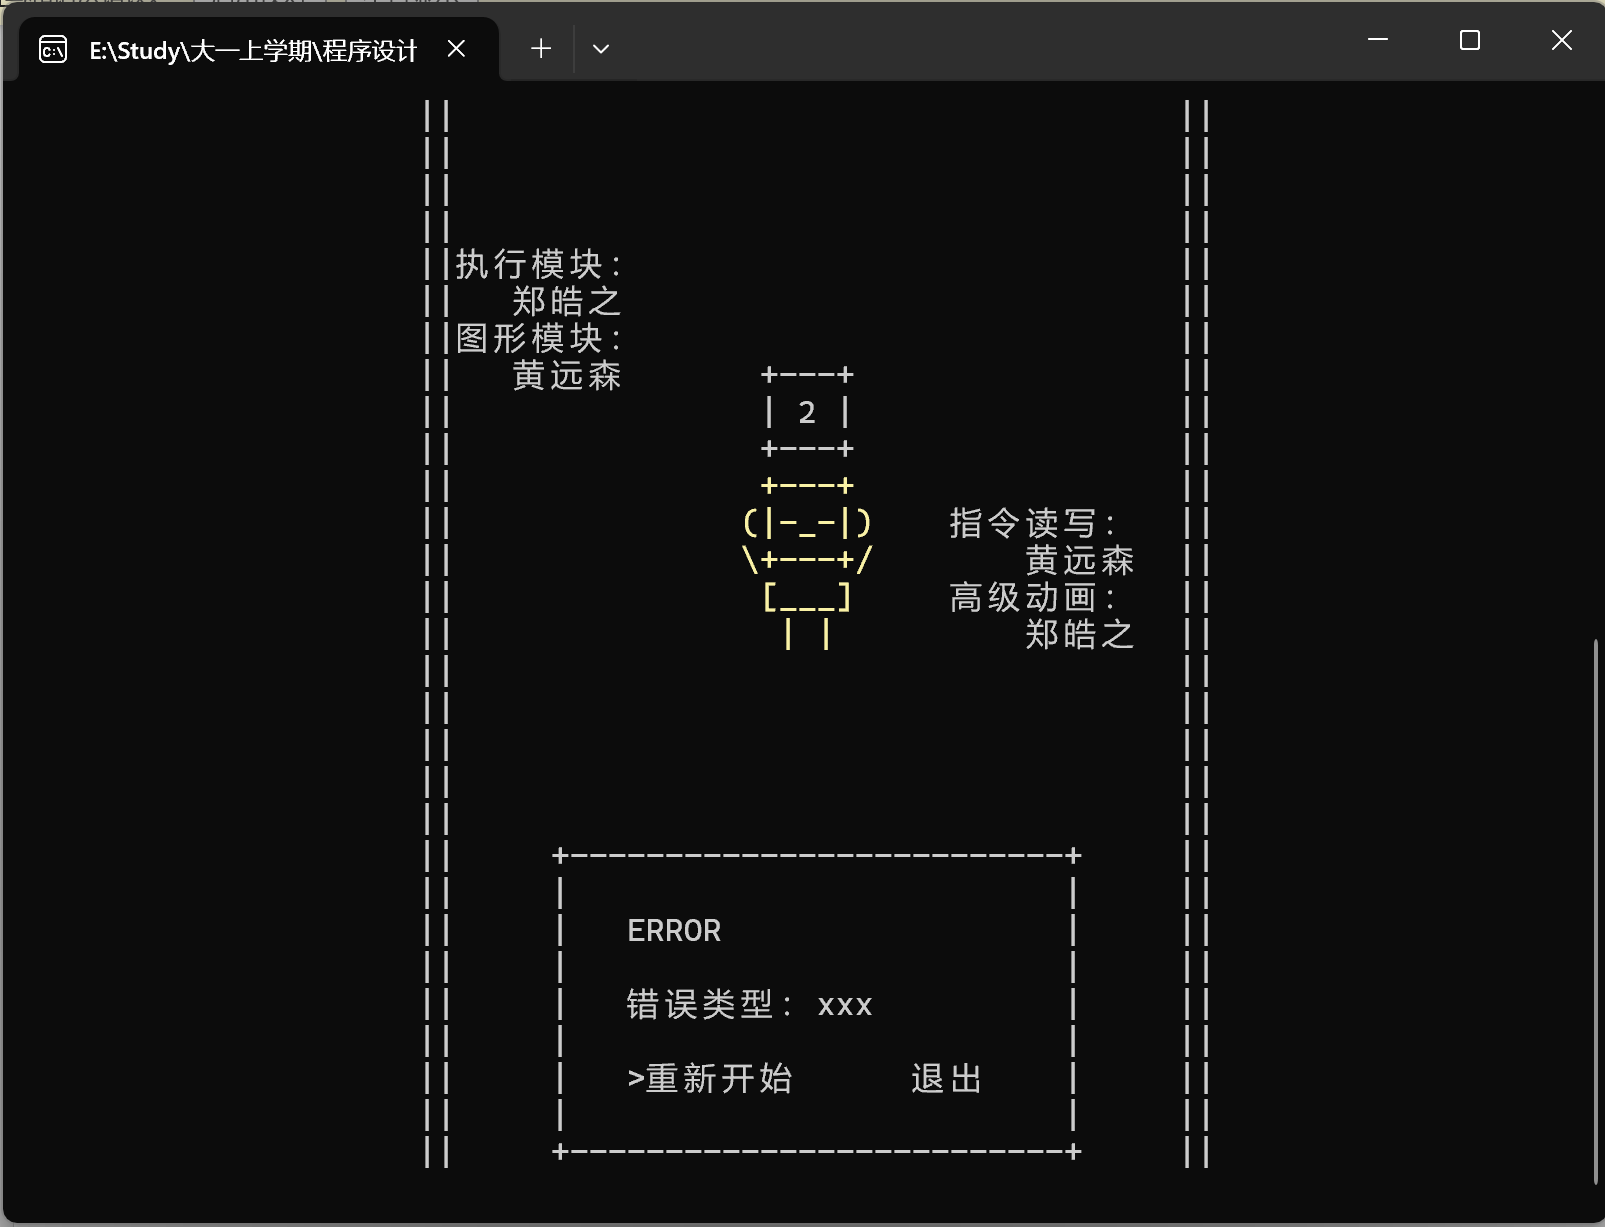 E:\Study\大一上学期\程序设计
执行模块：
郑皓之
图形模块：
黄远森
+---+
| 2 |
+---+
+---+
(|-_-|)
\+---+/
[___]
| |
指令读写：
黄远森
高级动画：
郑皓之
ERROR
错误类型：xxx
>重新开始 退出